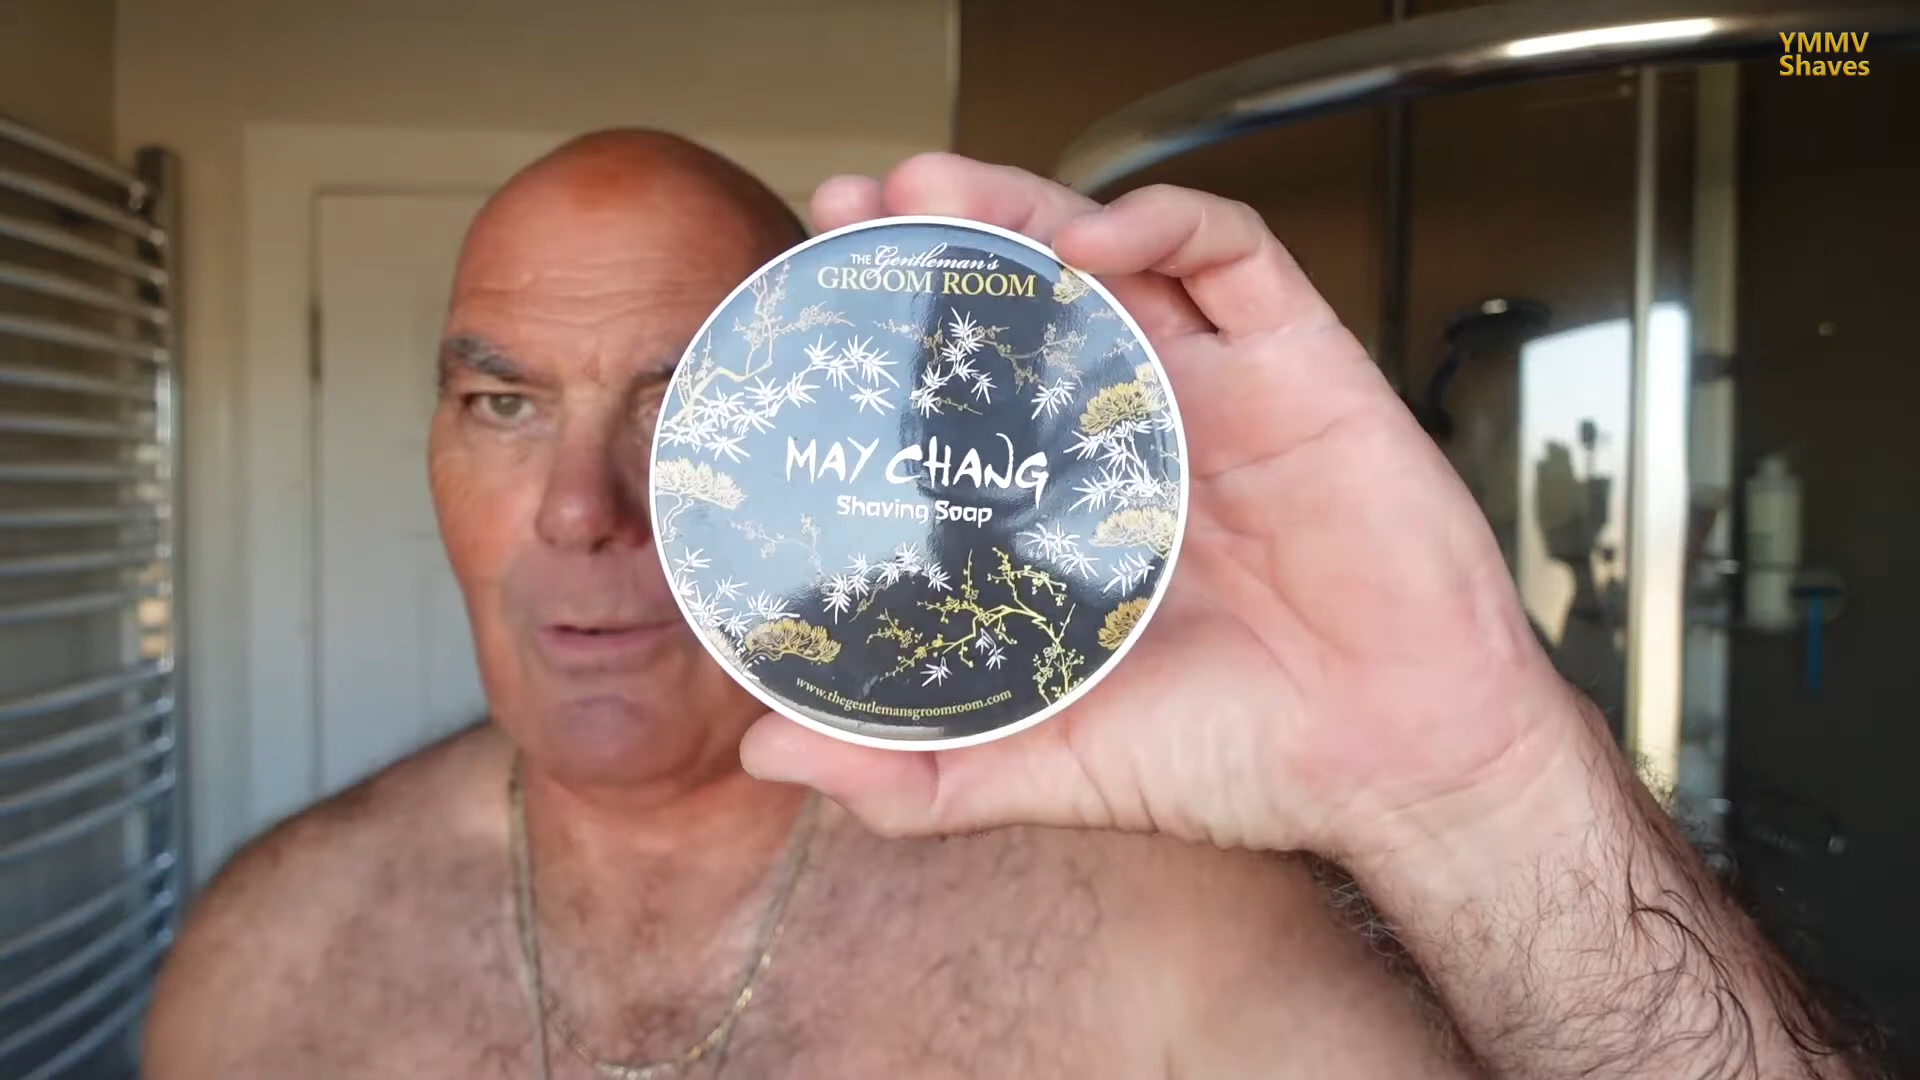 YMMV
Shaves
THE Gentleman's
GROOM ROOM
MAY CHANG
Shaving Soap
www.thegentlemansgroomroom.com